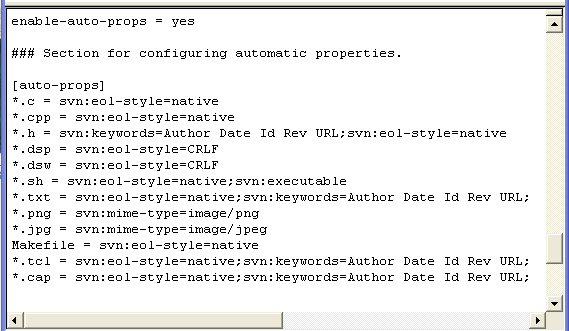 enable-auto-props = yes
### Section for configuring automatic properties.
[auto-props]
*.c = svn:eol-style=native
*.cpp = svn:eol-style=native
*.h = svn:keywords=Author Date Id Rev URL;svn:eol-style=native
*.dsp = svn:eol-style=CRLF
*.dsw = svn:eol-style=CRLF
*.sh = svn:eol-style=native;svn:executable
*.txt = svn:eol-style=native;svn:keywords=Author Date Id Rev URL;
*.png = svn:mime-type=image/png
*.jpg = svn:mime-type=image/jpeg
Makefile = svn:eol-style=native
*.tcl = svn:eol-style=native;svn:keywords=Author Date Id Rev URL;
*.cap = svn:eol-style=native;svn:keywords=Author Date Id Rev URL;